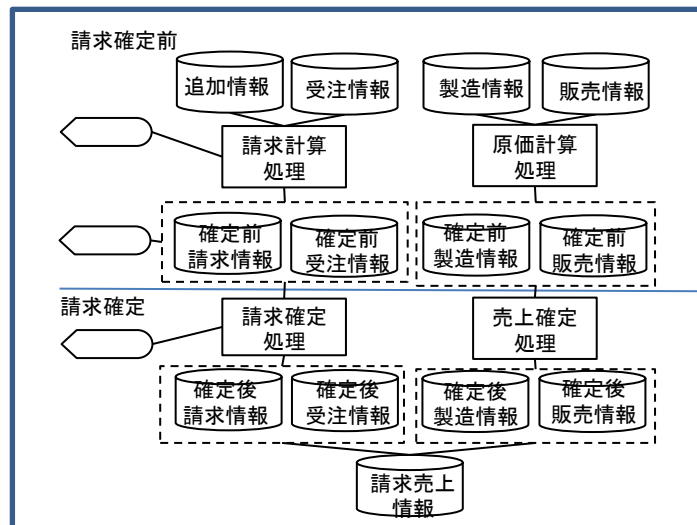 請求確定前
追加情報
受注情報
製造情報
販売情報
請求計算
処理
原価計算
処理
確定前
請求情報
確定前
受注情報
確定前
製造情報
確定前
販売情報
請求確定
請求確定
処理
売上確定
処理
確定後
請求情報
確定後
受注情報
確定後
製造情報
確定後
販売情報
請求売上
情報